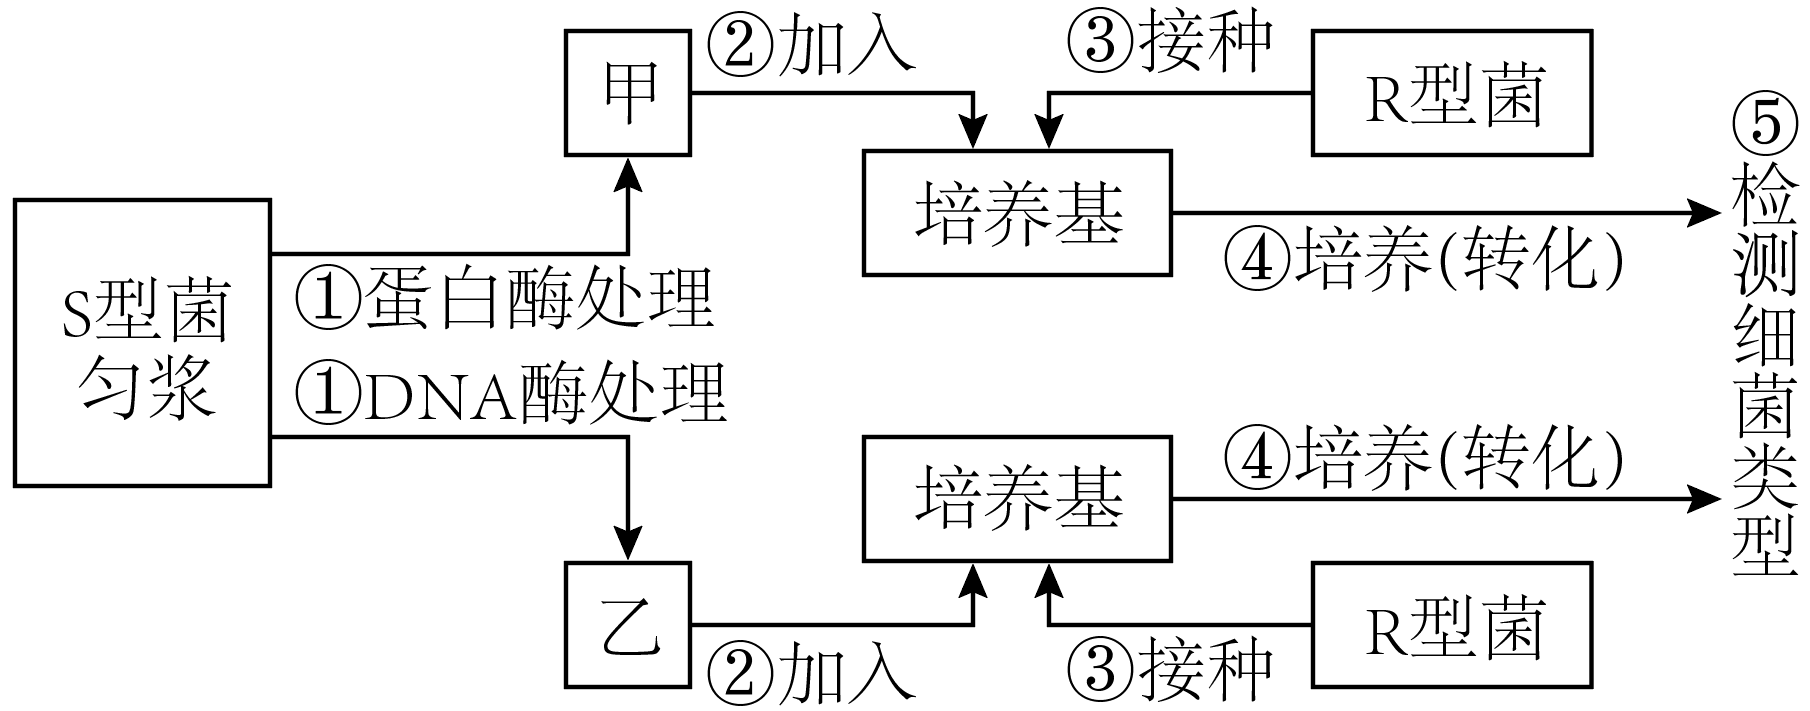 甲
②加入
③接种
R型菌
培养基
④培养(转化)
S型菌
匀浆
①蛋白酶处理
①DNA酶处理
培养基
④培养(转化)
乙
②加入
③接种
R型菌
⑤检测细菌类型